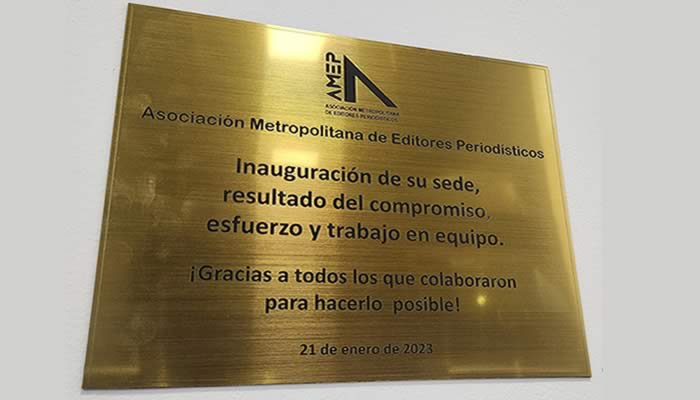 AMEP
ASOCIACIÓN METROPOLITANA
DE EDITORES PERIODÍSTICOS
Asociación Metropolitana de Editores Periodísticos
Inauguración de su sede,
resultado del compromiso,
esfuerzo y trabajo en equipo.
¡Gracias a todos los que colaboraron
para hacerlo posible!
21 de enero de 2023